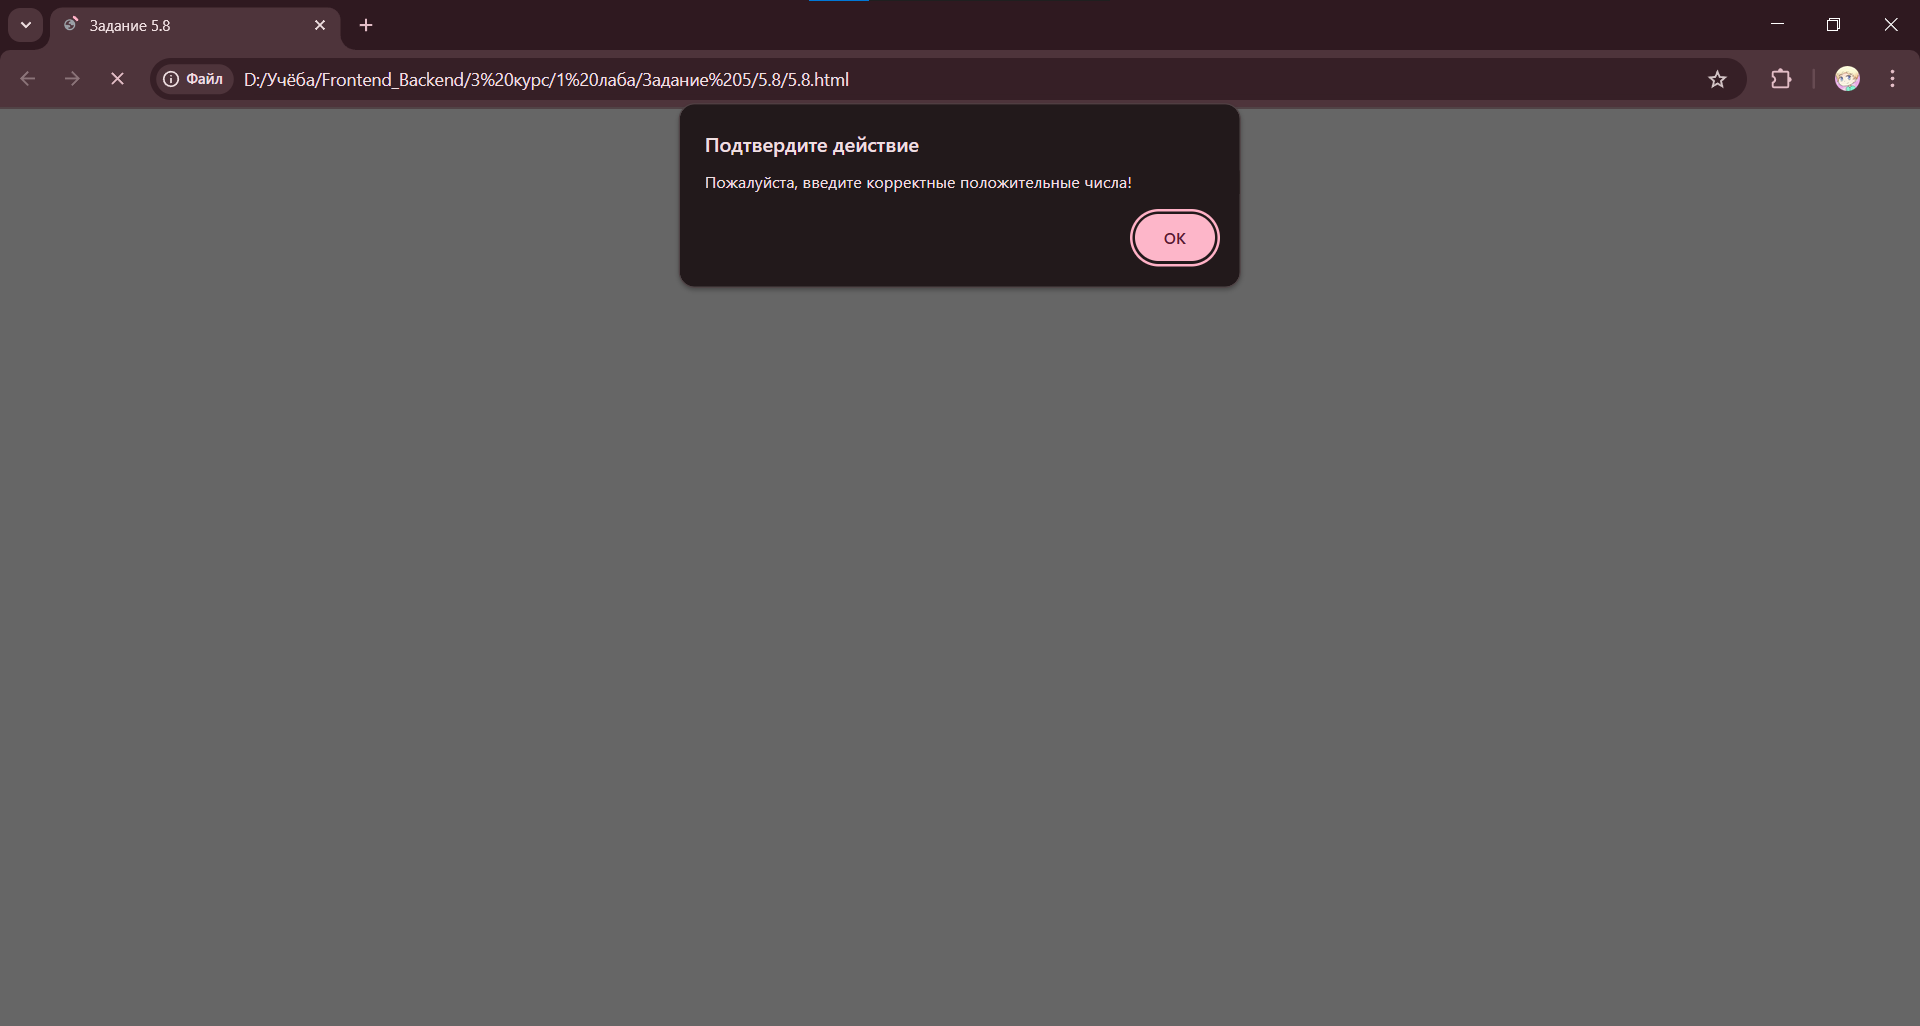 Задание 5.8
Файл
D:/Учёба/Frontend_Backend/3%20курс/1%20лаба/Задание%205/5.8/5.8.html
Подтвердите действие
Пожалуйста, введите корректные положительные числа!
ОК